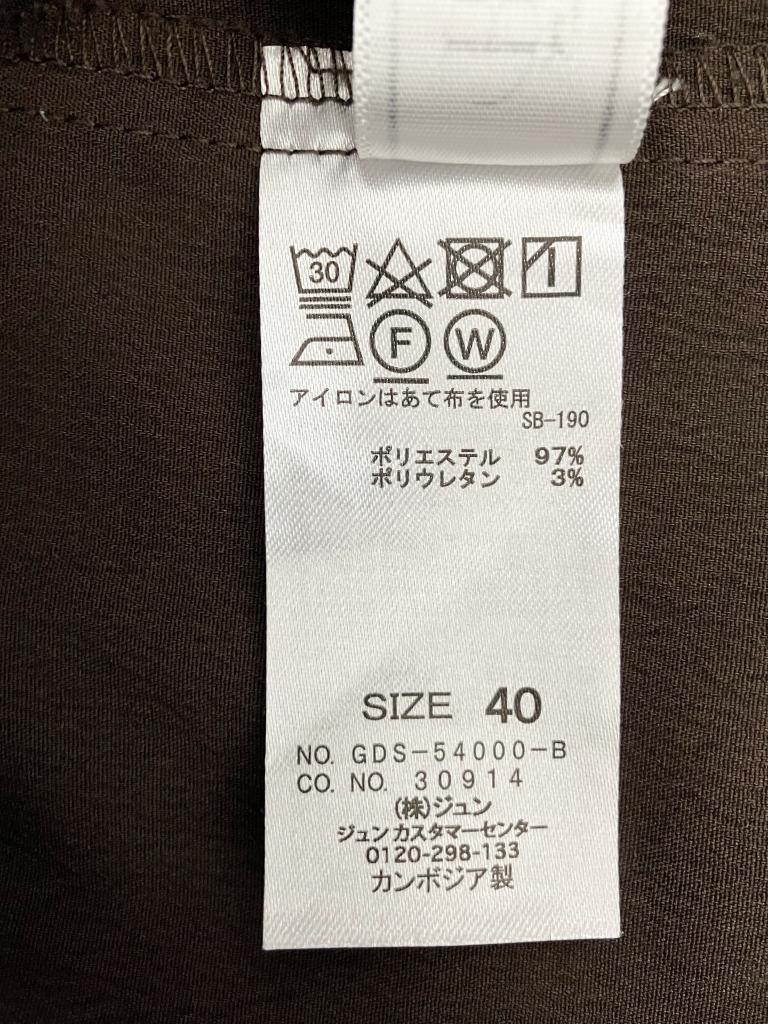 30
F W
アイロンはあて布を使用
SB-190
ポリエステル 97%
ポリウレタン 3%
SIZE 40
NO. GDS-54000-B
CO. NO. 30914
(株)ジュン
ジュンカスタマーセンター
0120-298-133
カンボジア製